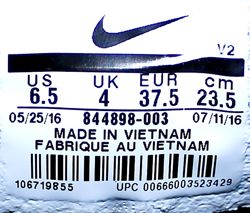 V2
US UK EUR cm
6.5 4 37.5 23.5
05/25/16 844898-003 07/11/16
MADE IN VIETNAM
FABRIQUE AU VIETNAM
106719855 UPC 00666003523429